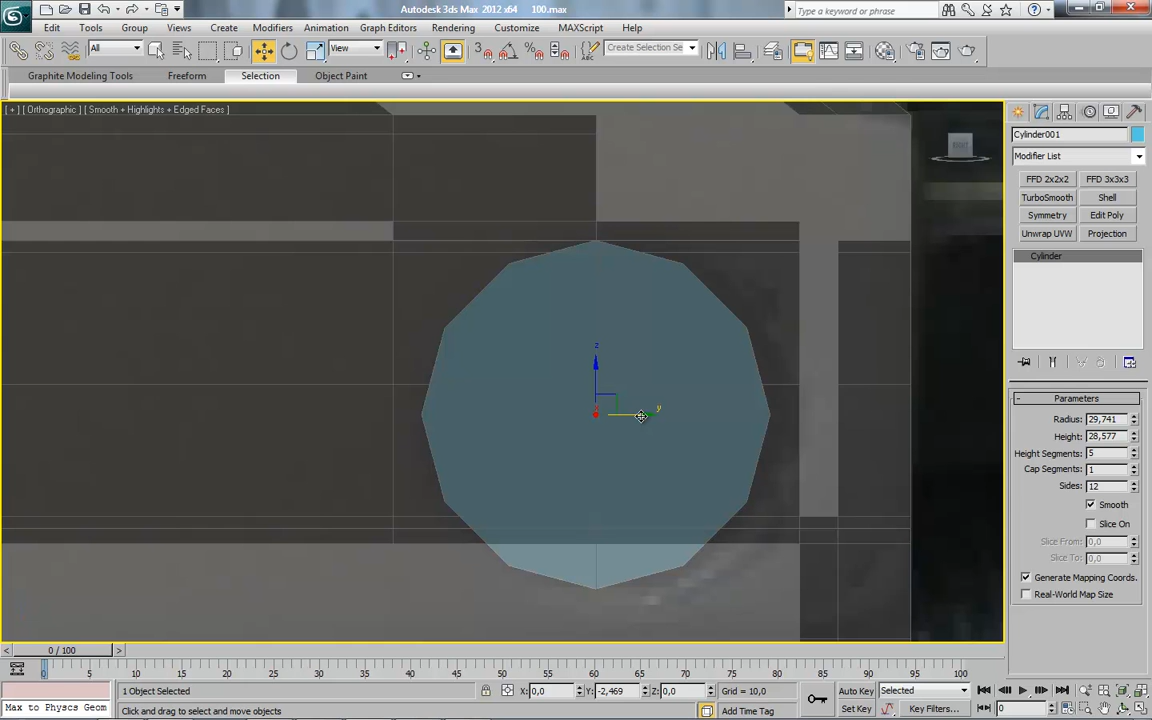 Autodesk 3ds Max 2012 x64 100.max
Type a keyword or phrase
Edit Tools Group Views Create Modifiers Animation Graph Editors Rendering Customize MAXScript Help
All View Create Selection Se
Graphite Modeling Tools Freeform Selection Object Paint
[ + ] [ Orthographic ] [ Smooth + Highlights + Edged Faces ]
Cylinder001
Modifier List
FFD 2x2x2 FFD 3x3x3
TurboSmooth Shell
Symmetry Edit Poly
Unwrap UVW Projection
Cylinder
z
y
- Parameters
Radius: 29,741
Height: 28,577
Height Segments: 5
Cap Segments: 1
Sides: 12
Smooth
Slice On
Slice From: 0,0
Slice To: 0,0
Generate Mapping Coords.
Real-World Map Size
< 0 / 100 >
0 5 10 15 20 25 30 35 40 45 50 55 60 65 70 75 80 85 90 95 100
1 Object Selected X: 0,0 Y: -2,469 Z: 0,0 Grid = 10,0 Auto Key Selected
Max to Physcs Geom Click and drag to select and move objects Add Time Tag Set Key Key Filters... 0